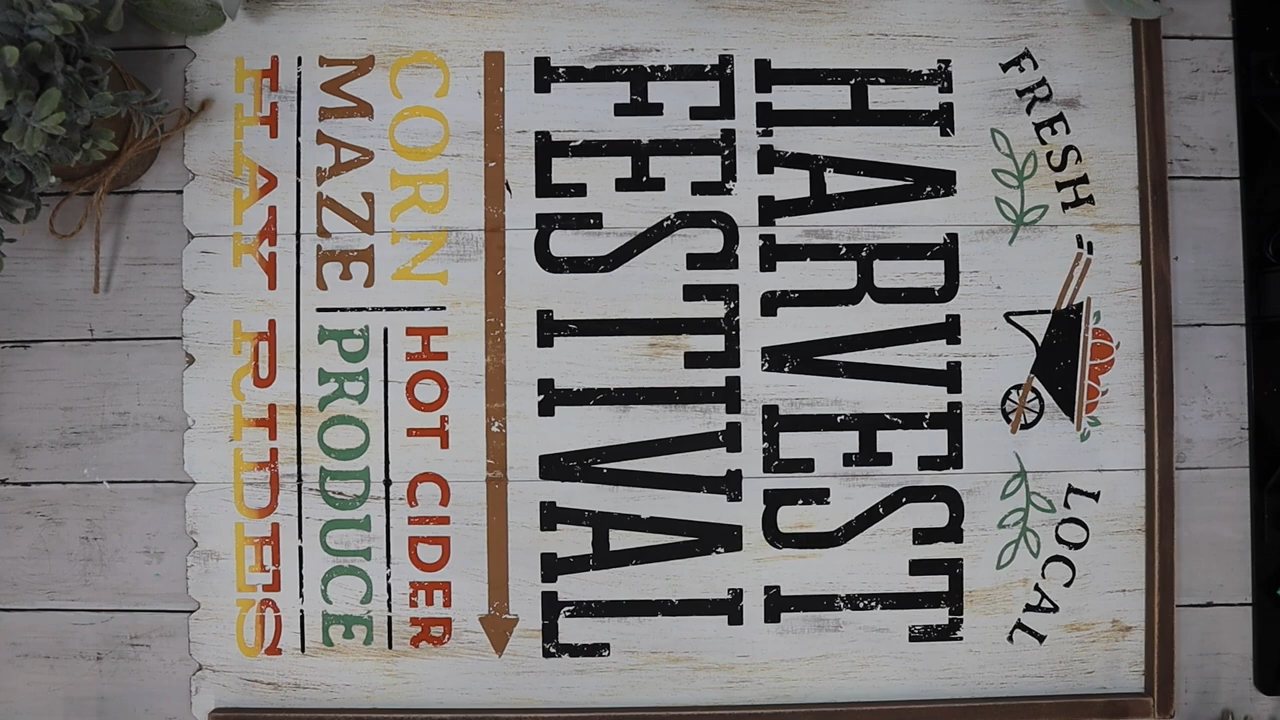 FRESH LOCAL
HARVEST
FESTIVAL
CORN
MAZE
HOT CIDER
PRODUCE
HAY RIDES